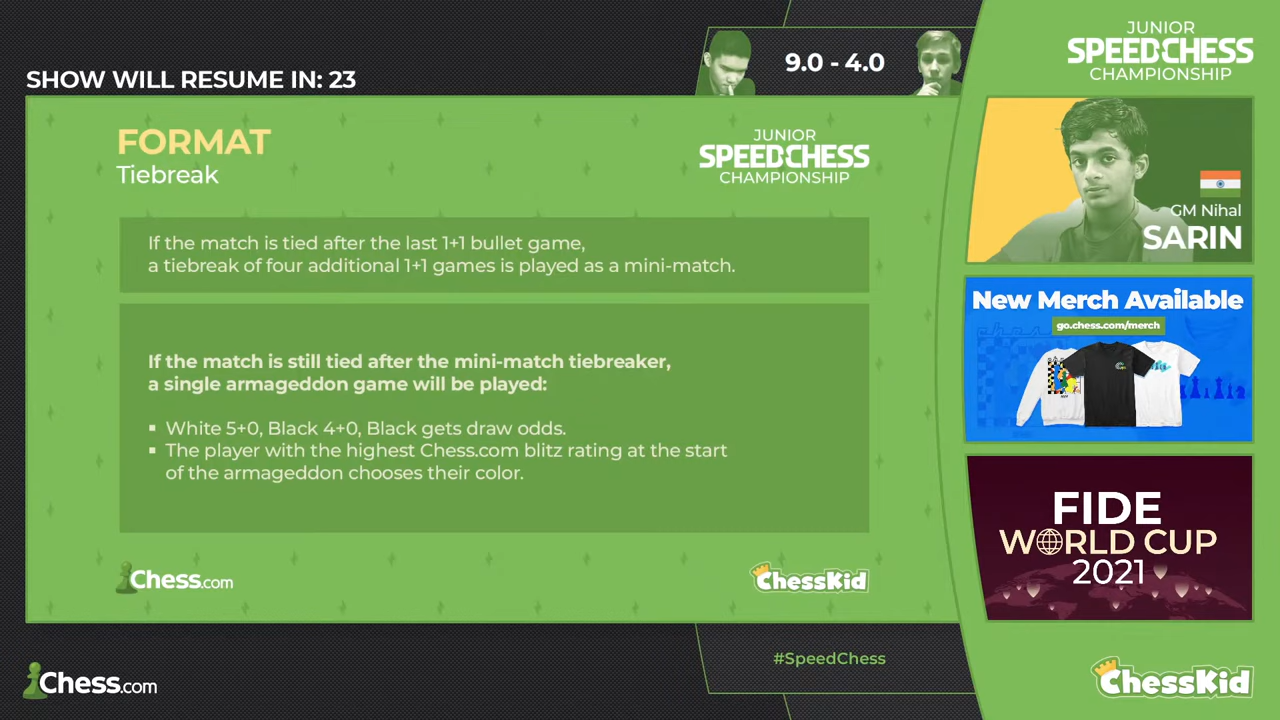 SHOW WILL RESUME IN: 23
9.0 - 4.0
JUNIOR
SPEEDCHESS
CHAMPIONSHIP
FORMAT
Tiebreak
JUNIOR
SPEEDCHESS
CHAMPIONSHIP
If the match is tied after the last 1+1 bullet game,
a tiebreak of four additional 1+1 games is played as a mini-match.
If the match is still tied after the mini-match tiebreaker,
a single armageddon game will be played:
▪ White 5+0, Black 4+0, Black gets draw odds.
▪ The player with the highest Chess.com blitz rating at the start
of the armageddon chooses their color.
Chess.com
ChessKid
GM Nihal
SARIN
New Merch Available
go.chess.com/merch
FIDE
WORLD CUP
2021
#SpeedChess
Chess.com
ChessKid